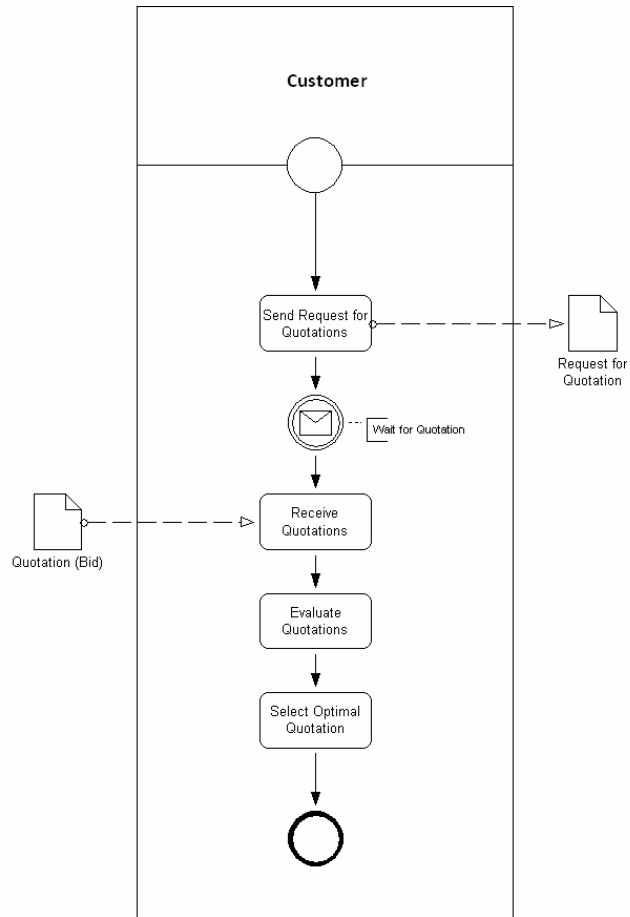 Customer
Send Request for
Quotations
Request for
Quotation
Wait for Quotation
Receive
Quotations
Quotation (Bid)
Evaluate
Quotations
Select Optimal
Quotation